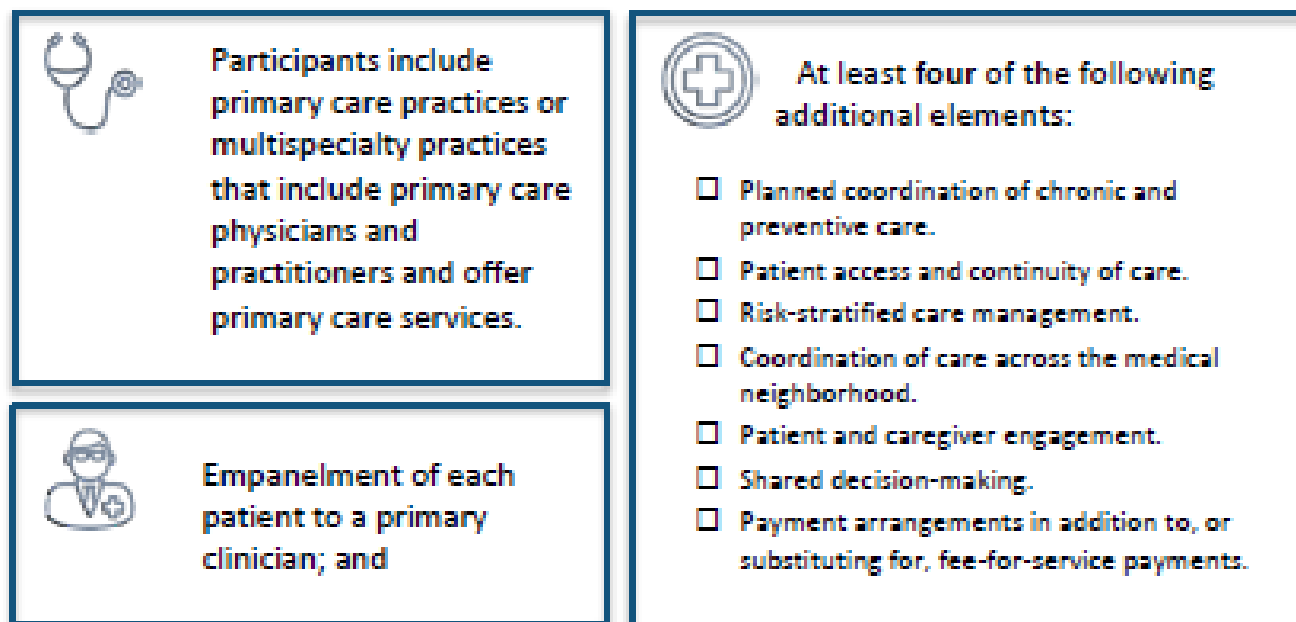 Participants include
primary care practices or
multispecialty practices
that include primary care
physicians and
practitioners and offer
primary care services.
Empanelment of each
patient to a primary
clinician; and
At least four of the following
additional elements:
☐ Planned coordination of chronic and
preventive care.
☐ Patient access and continuity of care.
☐ Risk-stratified care management.
☐ Coordination of care across the medical
neighborhood.
☐ Patient and caregiver engagement.
☐ Shared decision-making.
☐ Payment arrangements in addition to, or
substituting for, fee-for-service payments.